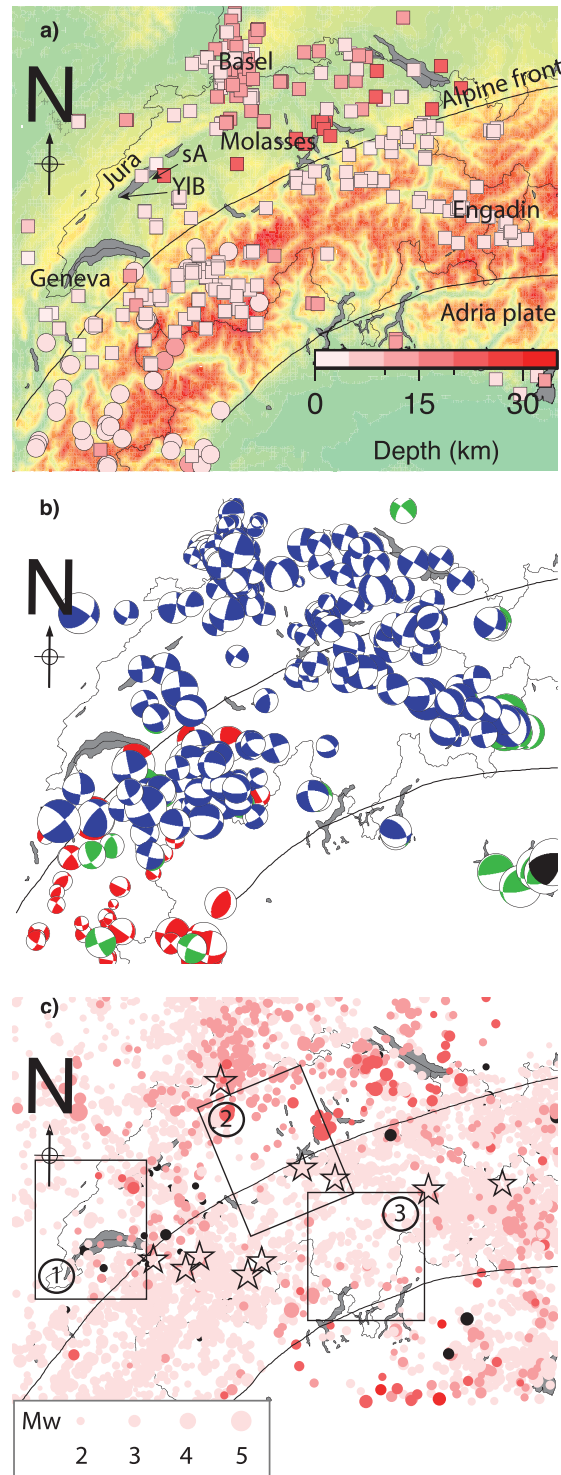 a)
N
Basel
Alpine front
Molasses
Jura
sA
YlB
Engadin
Geneva
Adria plate
0 15 30
Depth (km)
b)
N
c)
N
2
3
1
Mw
2 3 4 5